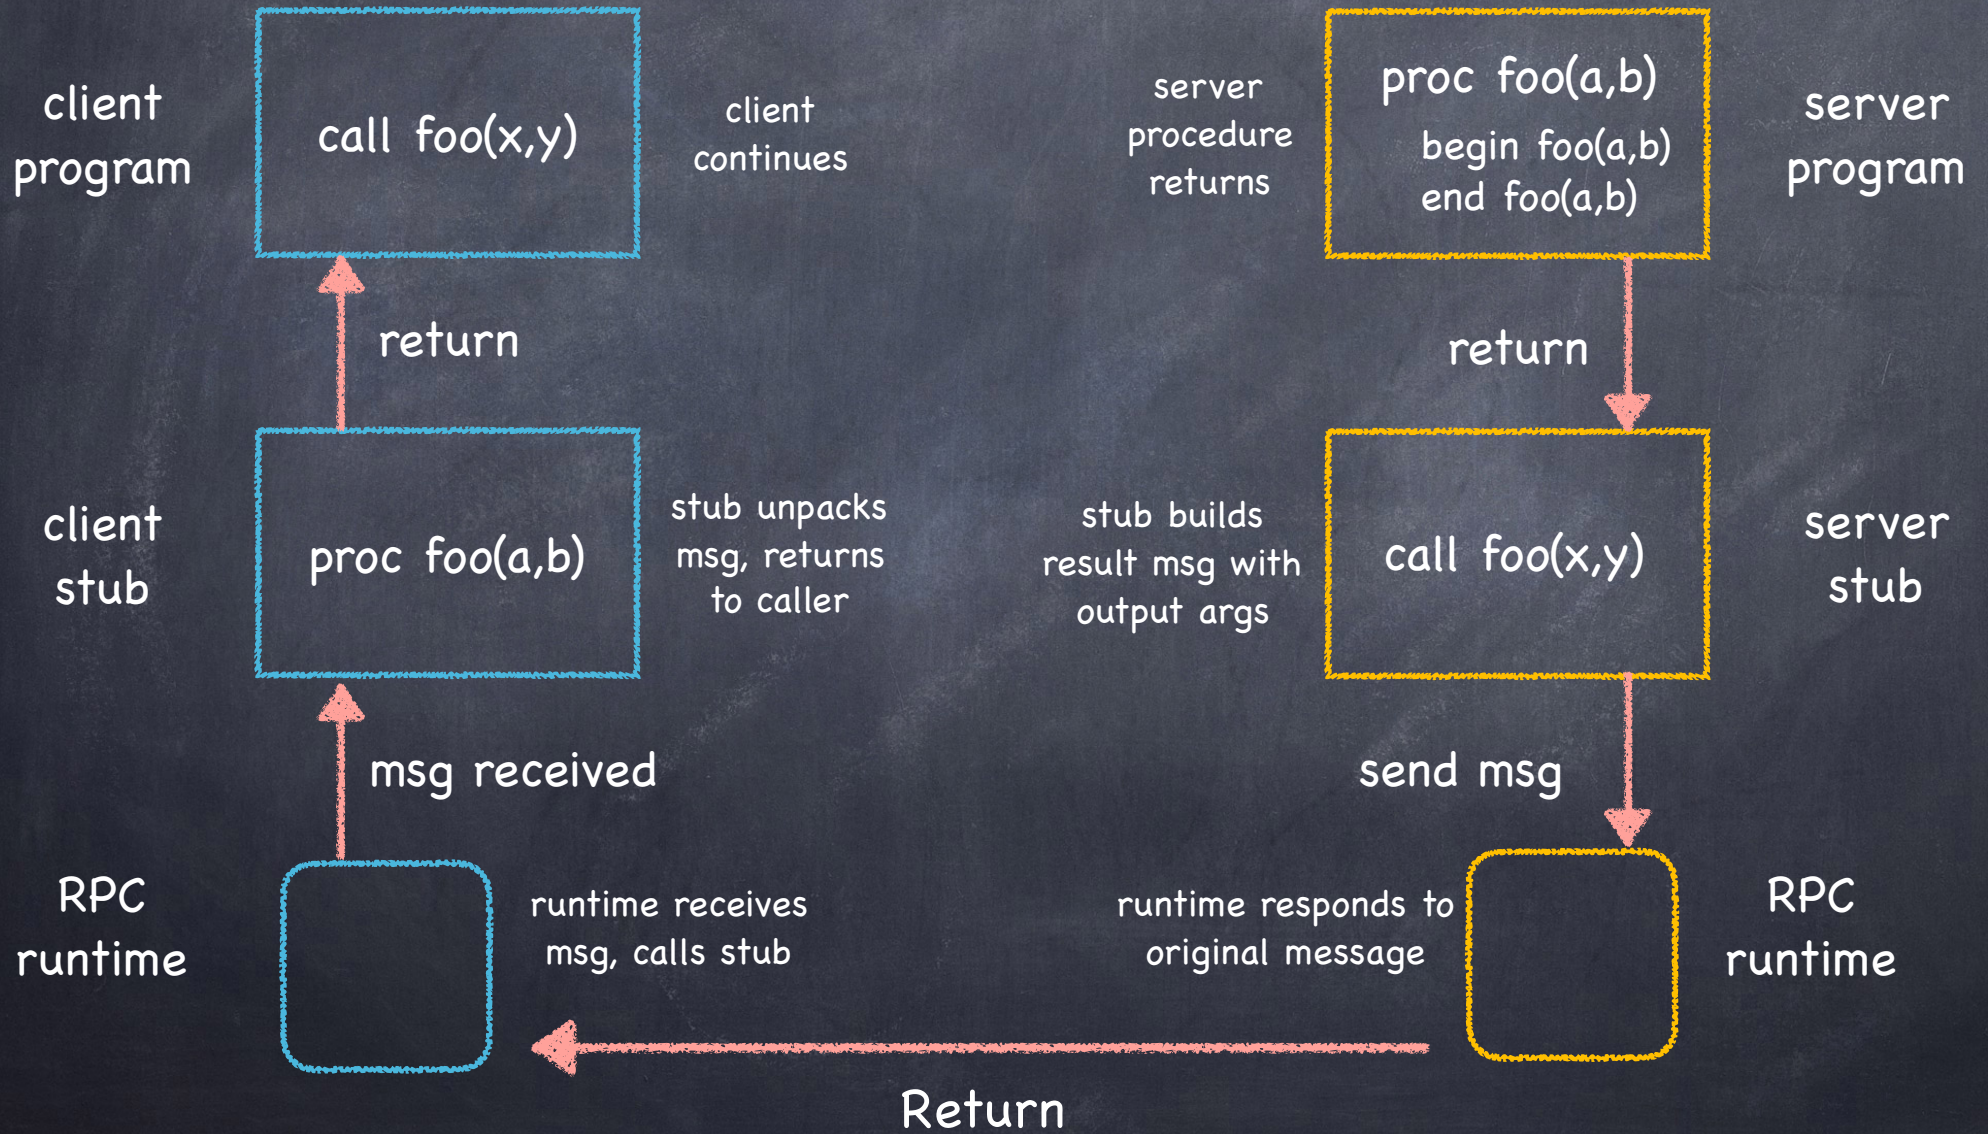 client
program
call foo(x,y)
client
continues
server
procedure
returns
proc foo(a,b)
begin foo(a,b)
end foo(a,b)
server
program
return
return
client
stub
proc foo(a,b)
stub unpacks
msg, returns
to caller
stub builds
result msg with
output args
call foo(x,y)
server
stub
msg received
send msg
RPC
runtime
runtime receives
msg, calls stub
runtime responds to
original message
RPC
runtime
Return